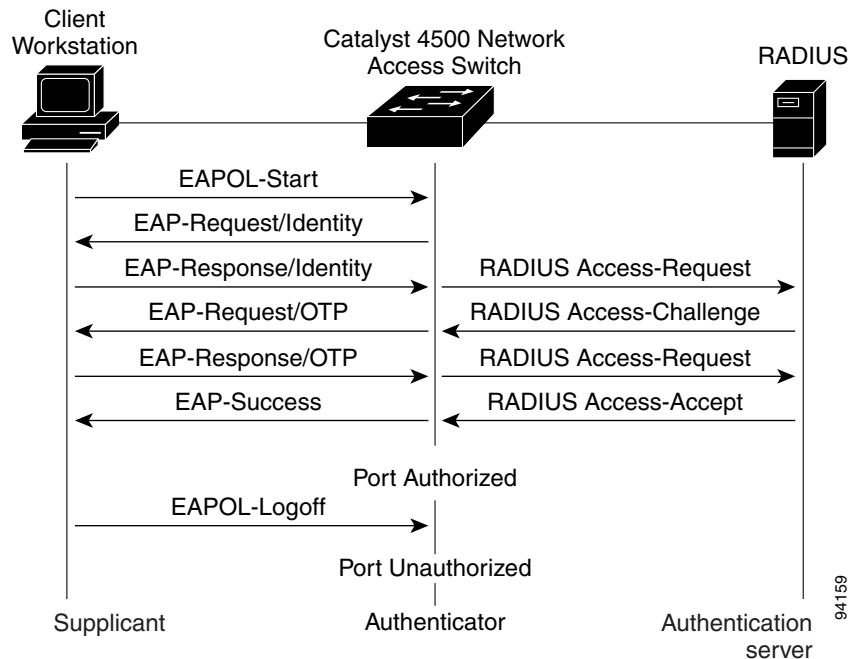 Client
Workstation
Catalyst 4500 Network
Access Switch
RADIUS
EAPOL-Start
EAP-Request/Identity
EAP-Response/Identity
RADIUS Access-Request
EAP-Request/OTP
RADIUS Access-Challenge
EAP-Response/OTP
RADIUS Access-Request
EAP-Success
RADIUS Access-Accept
Port Authorized
EAPOL-Logoff
Port Unauthorized
Supplicant
Authenticator
Authentication
server
94159